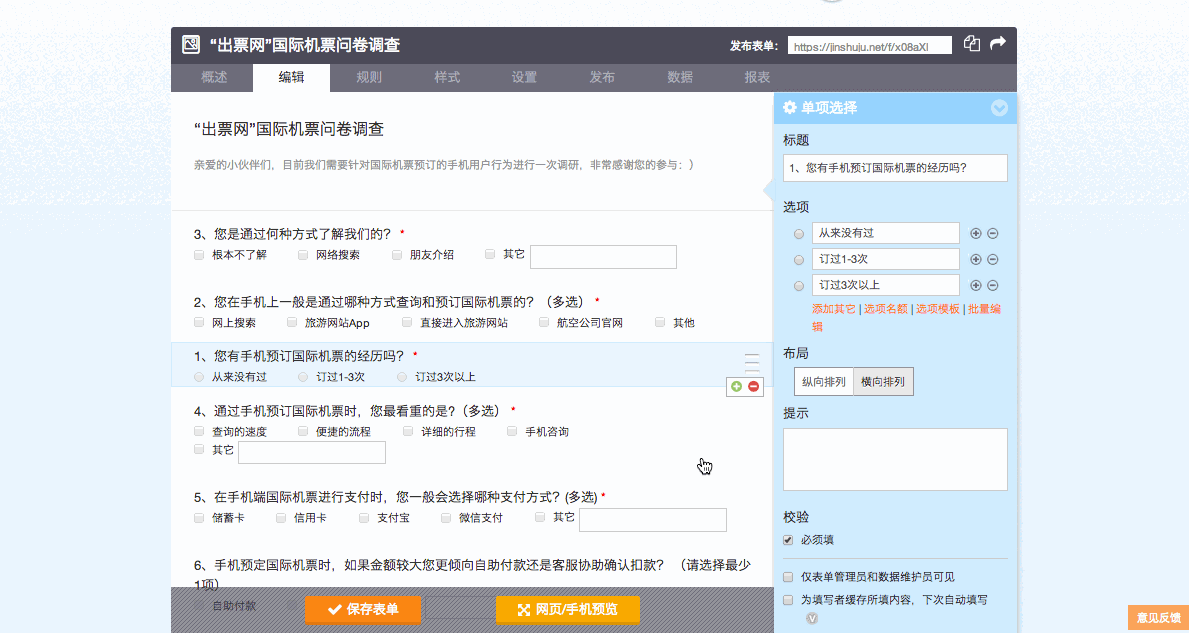 “出票网”国际机票问卷调查
发布表单: https://jinshuju.net/f/x08aXl
概述 编辑 规则 样式 设置 发布 数据 报表
“出票网”国际机票问卷调查
亲爱的小伙伴们，目前我们需要针对国际机票预订的手机用户行为进行一次调研，非常感谢您的参与：）
3、您是通过何种方式了解我们的？ *
根本不了解 网络搜索 朋友介绍 其它
2、您在手机上一般是通过哪种方式查询和预订国际机票的？（多选） *
网上搜索 旅游网站App 直接进入旅游网站 航空公司官网 其他
1、您有手机预订国际机票的经历吗？ *
从来没有过 订过1-3次 订过3次以上
4、通过手机预订国际机票时，您最看重的是?（多选） *
查询的速度 便捷的流程 详细的行程 手机咨询
其它
5、在手机端国际机票进行支付时，您一般会选择哪种支付方式？(多选) *
储蓄卡 信用卡 支付宝 微信支付 其它
6、手机预定国际机票时，如果金额较大您更倾向自助付款还是客服协助确认扣款？ （请选择最少
1项）
自助付款
保存表单 网页/手机预览
单项选择
标题
1、您有手机预订国际机票的经历吗？
选项
从来没有过
订过1-3次
订过3次以上
添加其它 | 选项名额 | 选项模板 | 批量编
辑
布局
纵向排列 横向排列
提示
校验
必须填
仅表单管理员和数据维护员可见
为填写者缓存所填内容，下次自动填写
V
意见反馈